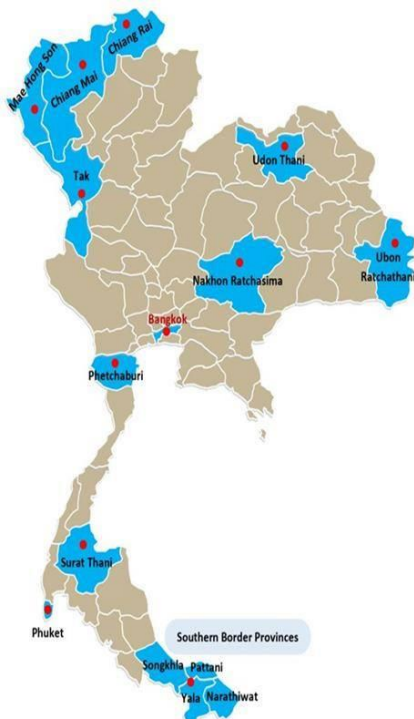 Chiang Rai
Mae Hong Son
Chiang Mai
Udon Thani
Tak
Ubon
Ratchathani
Nakhon Ratchasima
Bangkok
Phetchaburi
Surat Thani
Phuket
Southern Border Provinces
Songkhla
Pattani
Yala
Narathiwat